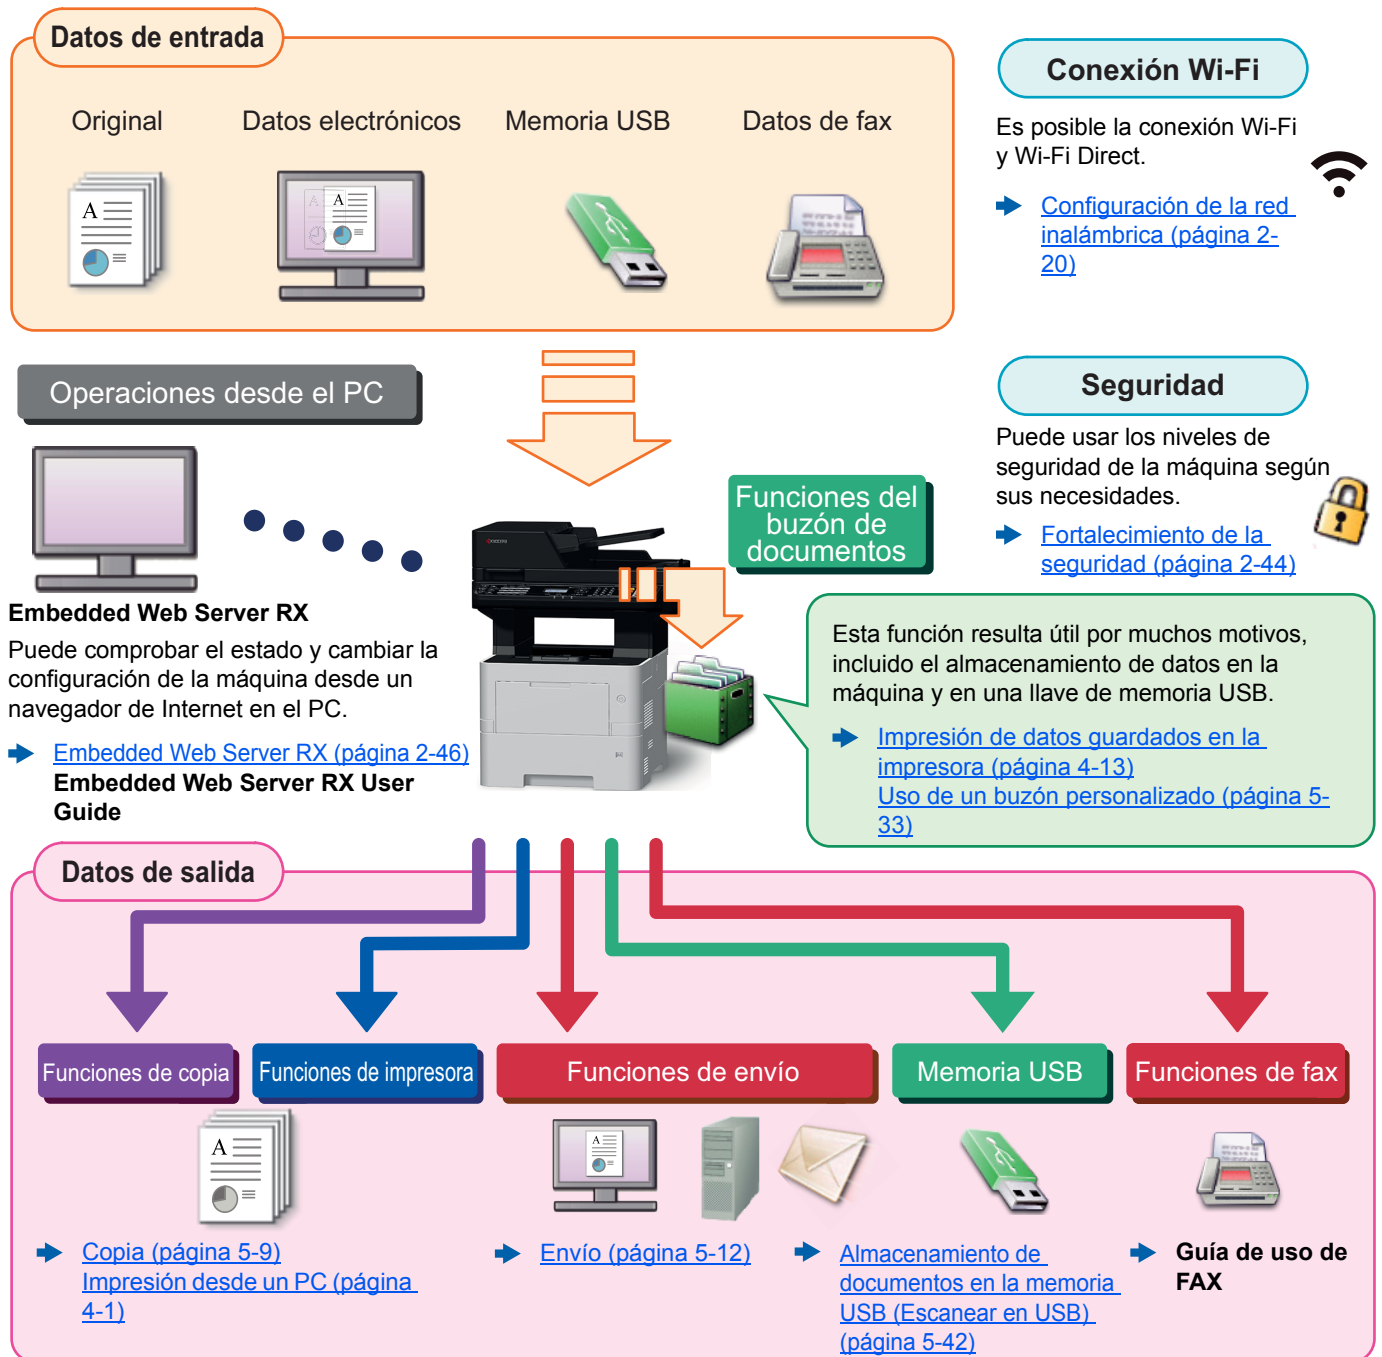 Datos de entrada
Original
Datos electrónicos
Memoria USB
Datos de fax
Conexión Wi-Fi
Es posible la conexión Wi-Fi
y Wi-Fi Direct.
Configuración de la red
inalámbrica (página 2-
20)
Operaciones desde el PC
Embedded Web Server RX
Puede comprobar el estado y cambiar la
configuración de la máquina desde un
navegador de Internet en el PC.
Embedded Web Server RX (página 2-46)
Embedded Web Server RX User
Guide
Funciones del
buzón de
documentos
Seguridad
Puede usar los niveles de
seguridad de la máquina según
sus necesidades.
Fortalecimiento de la
seguridad (página 2-44)
Esta función resulta útil por muchos motivos,
incluido el almacenamiento de datos en la
máquina y en una llave de memoria USB.
Impresión de datos guardados en la
impresora (página 4-13)
Uso de un buzón personalizado (página 5-
33)
Datos de salida
Funciones de copia
Funciones de impresora
Funciones de envío
Memoria USB
Funciones de fax
Copia (página 5-9)
Impresión desde un PC (página
4-1)
Envío (página 5-12)
Almacenamiento de
documentos en la memoria
USB (Escanear en USB)
(página 5-42)
Guía de uso de
FAX